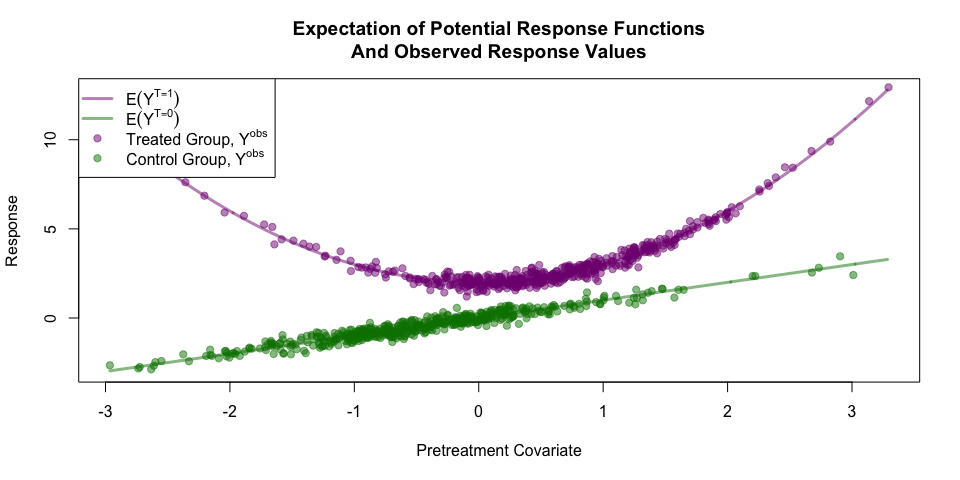 Expectation of Potential Response Functions
And Observed Response Values
E(Y^T=1)
E(Y^T=0)
Treated Group, Y^obs
Control Group, Y^obs
Response
10
5
0
-3 -2 -1 0 1 2 3
Pretreatment Covariate